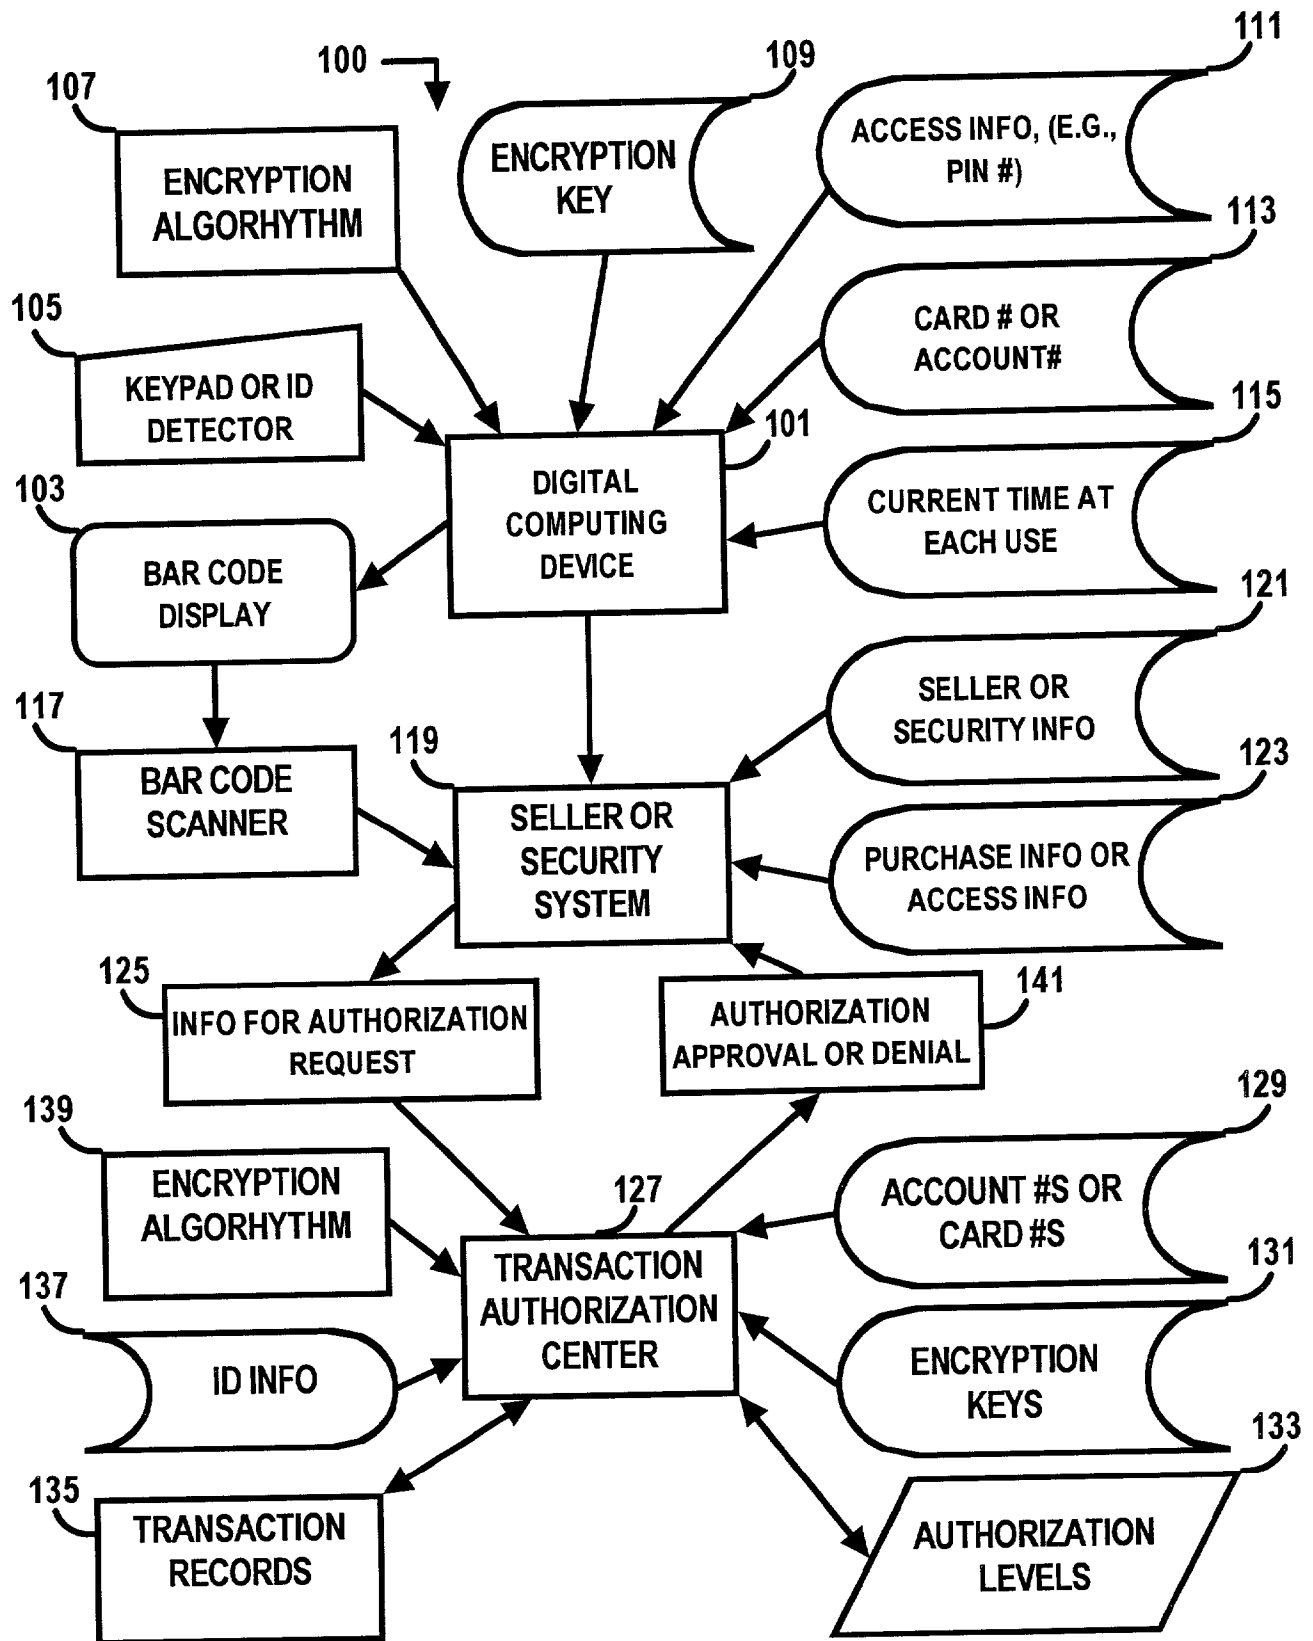 100
107
109
111
ENCRYPTION
ALGORHYTHM
ENCRYPTION
KEY
ACCESS INFO, (E.G.,
PIN #)
113
105
KEYPAD OR ID
DETECTOR
CARD # OR
ACCOUNT#
101
115
103
DIGITAL
COMPUTING
DEVICE
CURRENT TIME AT
EACH USE
BAR CODE
DISPLAY
121
117
SELLER OR
SECURITY INFO
119
123
BAR CODE
SCANNER
SELLER OR
SECURITY
SYSTEM
PURCHASE INFO OR
ACCESS INFO
125
141
INFO FOR AUTHORIZATION
REQUEST
AUTHORIZATION
APPROVAL OR DENIAL
139
129
ENCRYPTION
ALGORHYTHM
127
ACCOUNT #S OR
CARD #S
137
131
TRANSACTION
AUTHORIZATION
CENTER
ID INFO
ENCRYPTION
KEYS
133
135
TRANSACTION
RECORDS
AUTHORIZATION
LEVELS